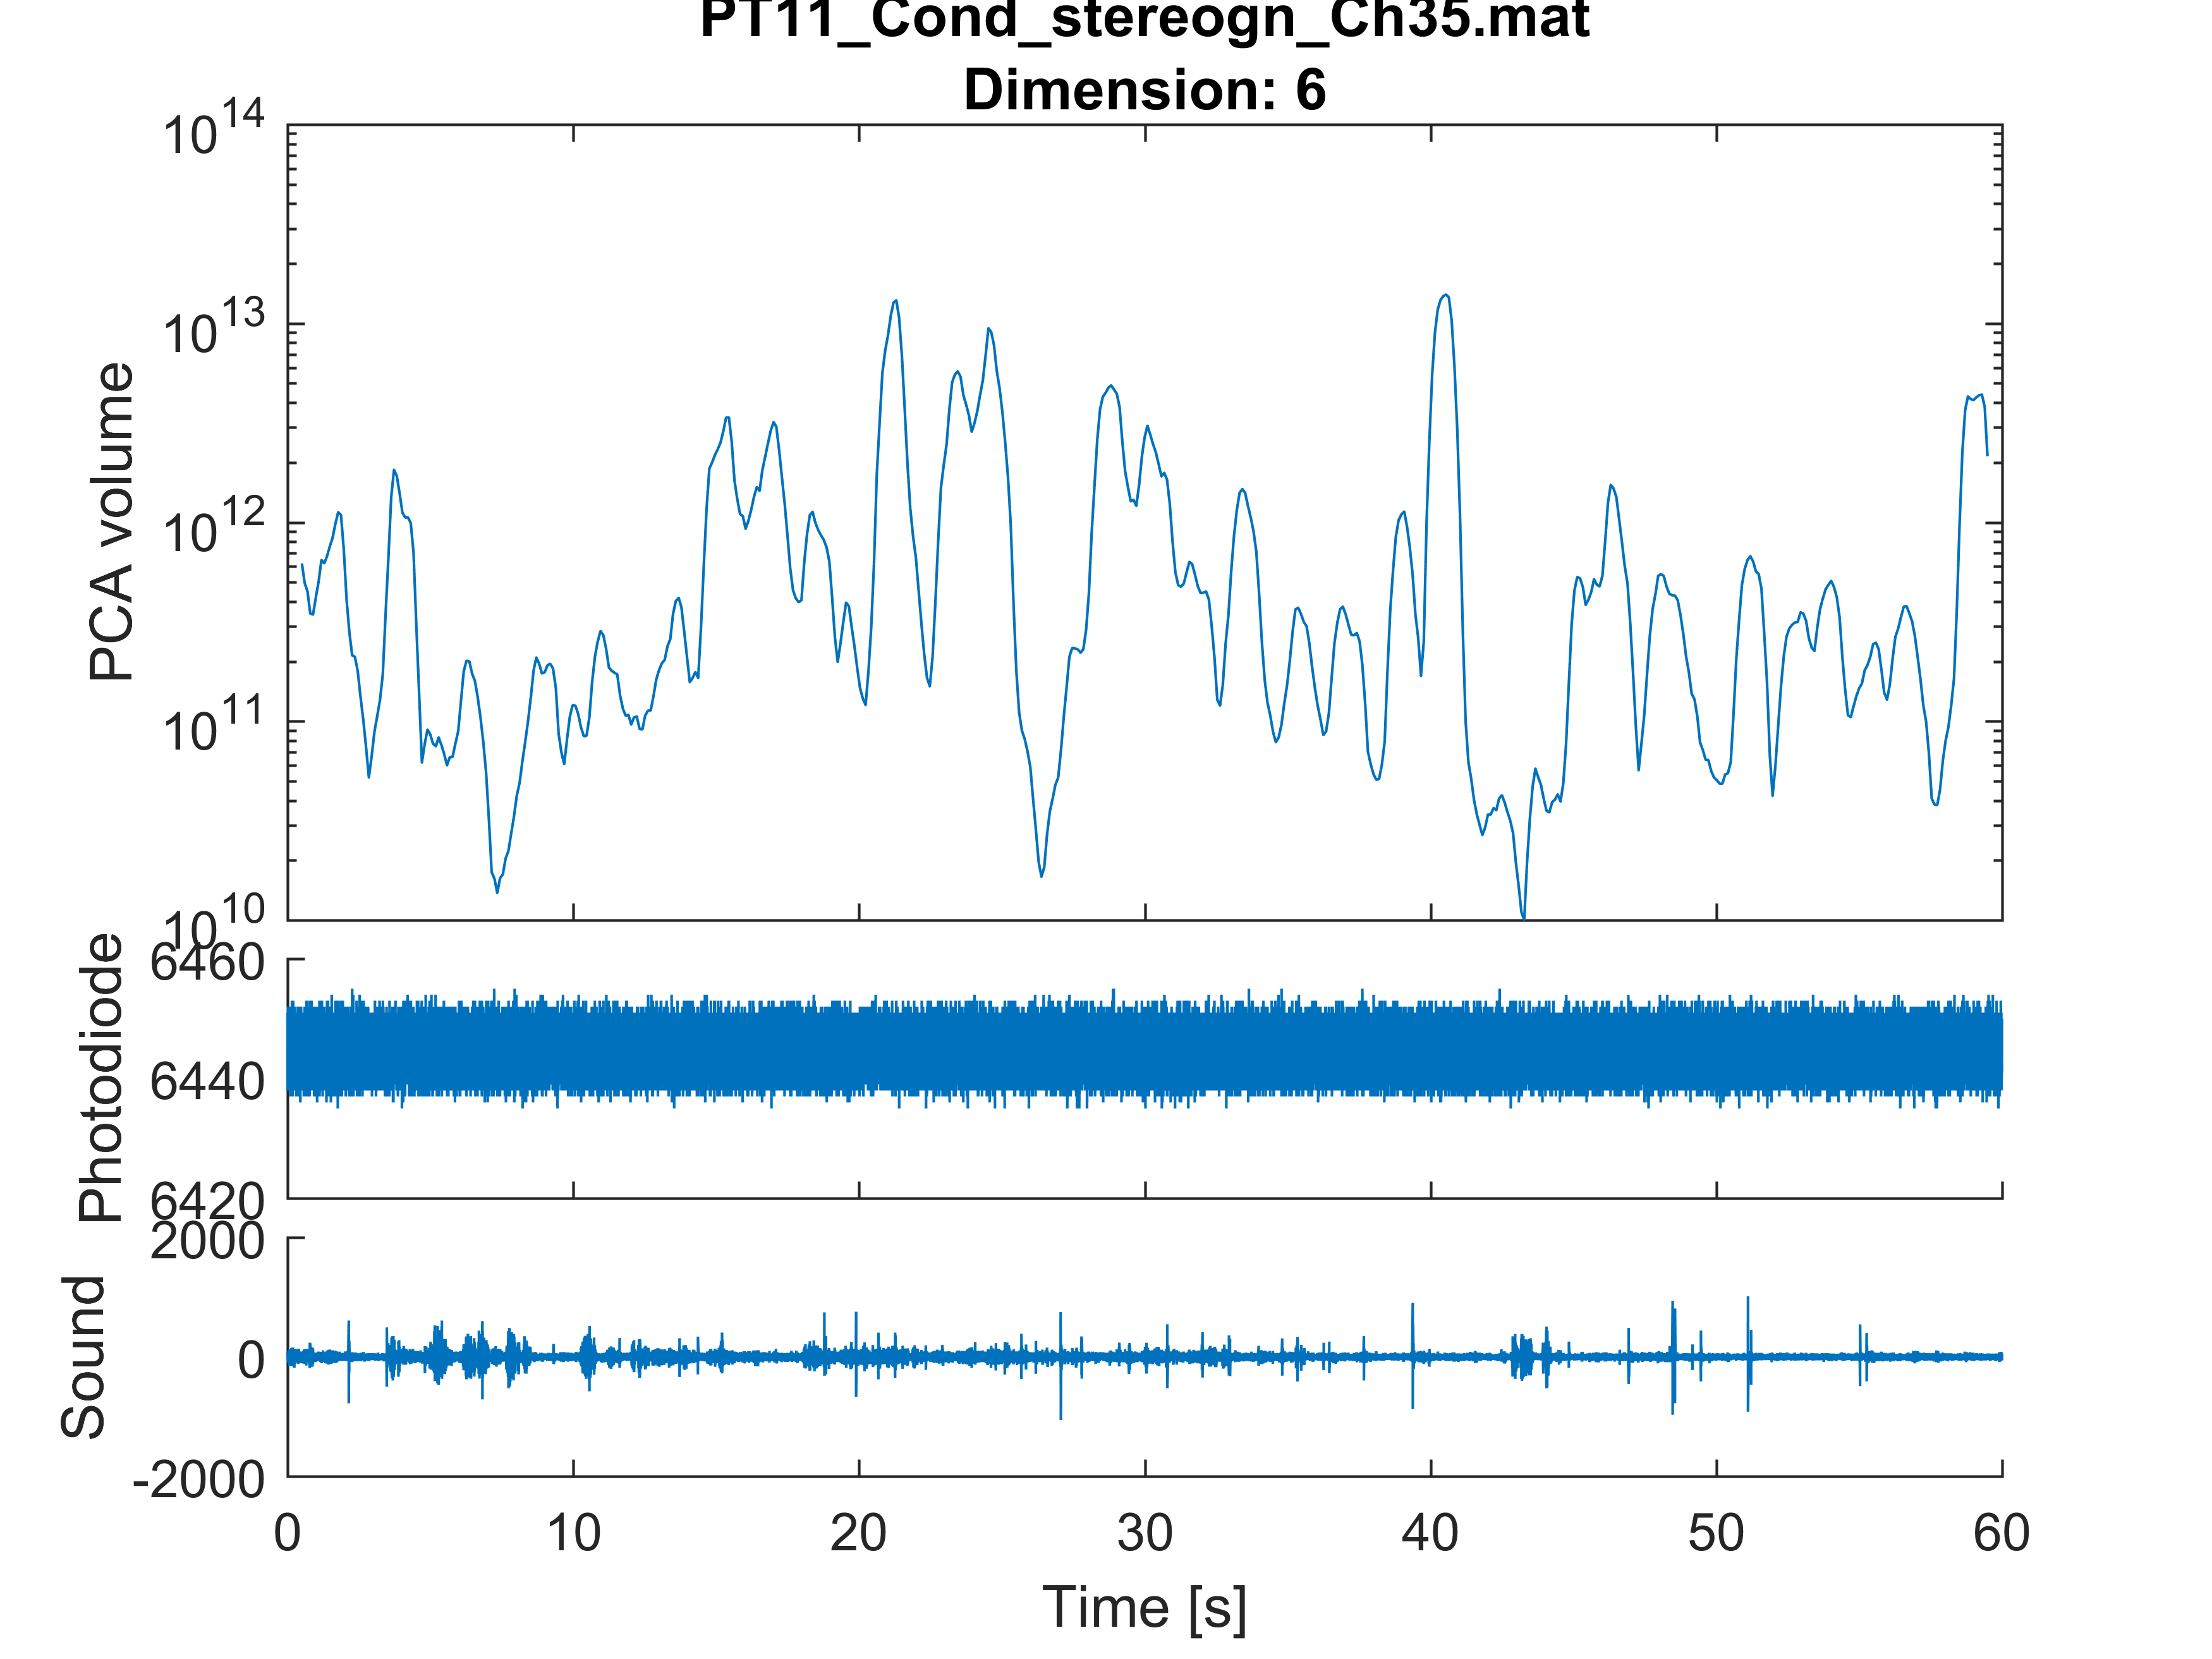 PT11_Cond_stereogn_Ch35.mat
Dimension: 6
10^14
10^13
10^12
10^11
10^10
PCA volume
6460
6440
6420
Photodiode
2000
0
-2000
Sound
0 10 20 30 40 50 60
Time [s]